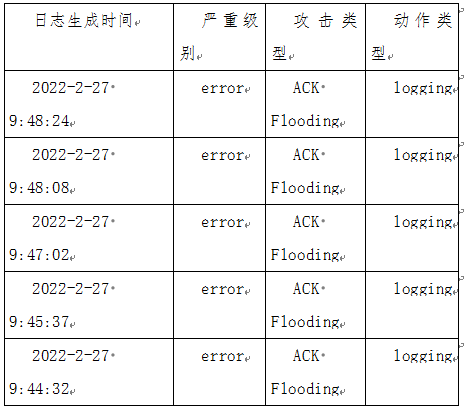 日志生成时间 严重级别 攻击类型 动作类型
2022-2-27 9:48:24 error ACK Flooding logging
2022-2-27 9:48:08 error ACK Flooding logging
2022-2-27 9:47:02 error ACK Flooding logging
2022-2-27 9:45:37 error ACK Flooding logging
2022-2-27 9:44:32 error ACK Flooding logging